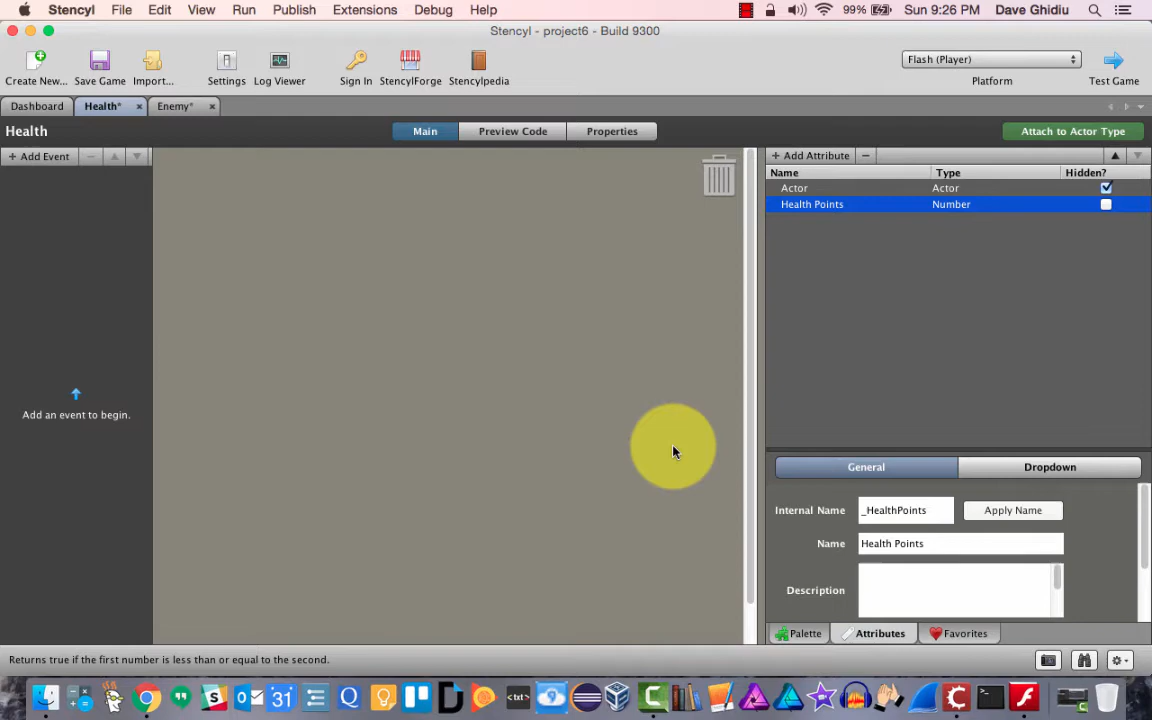 Stencyl File Edit View Run Publish Extensions Debug Help 99% Sun 9:26 PM Dave Ghidiu
Stencyl - project6 - Build 9300
Create New... Save Game Import... Settings Log Viewer Sign In StencylForge Stencylpedia Flash (Player) Platform Test Game
Dashboard Health* × Enemy* ×
Health Main Preview Code Properties Attach to Actor Type
+ Add Event − + Add Attribute −
Name Type Hidden?
Actor Actor
Health Points Number
Add an event to begin.
General Dropdown
Internal Name _HealthPoints Apply Name
Name Health Points
Description
Palette Attributes Favorites
Returns true if the first number is less than or equal to the second.
31 <txt>